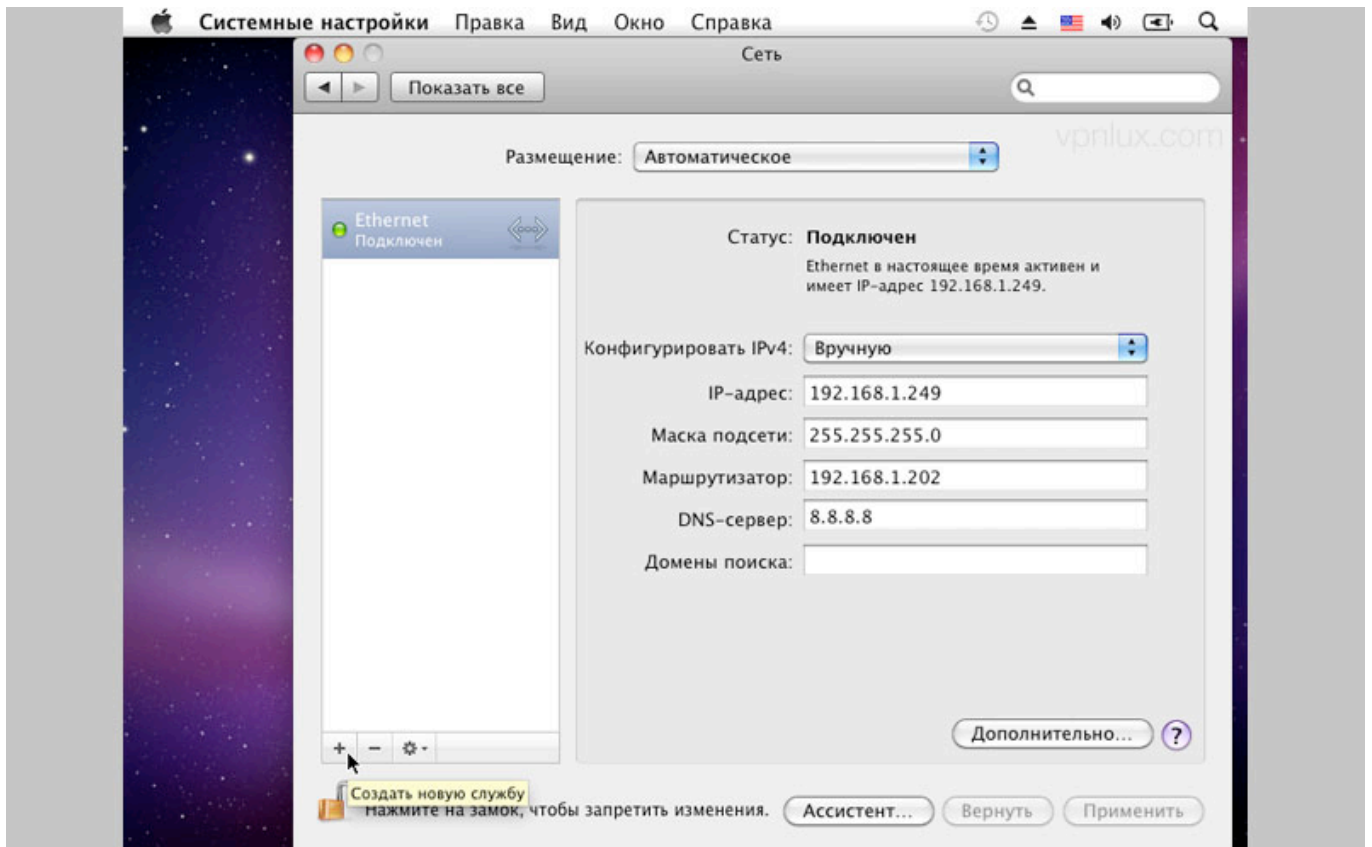 Системные настройки Правка Вид Окно Справка
Сеть
Показать все
vpnlux.com
Размещение: Автоматическое
Ethernet
Подключен
Статус: Подключен
Ethernet в настоящее время активен и
имеет IP-адрес 192.168.1.249.
Конфигурировать IPv4: Вручную
IP-адрес: 192.168.1.249
Маска подсети: 255.255.255.0
Маршрутизатор: 192.168.1.202
DNS-сервер: 8.8.8.8
Домены поиска:
Дополнительно... ?
Создать новую службу
Нажмите на замок, чтобы запретить изменения. Ассистент... Вернуть Применить